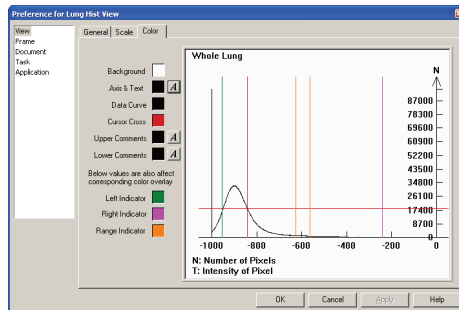 Preference for Lung Hist View
View
Frame
Document
Task
Application
General
Scale
Color
Background
Axis & Text
A
Data Curve
Cursor Cross
Upper Comments
A
Lower Comments
A
Below values are also affect
corresponding color overlay
Left Indicator
Right Indicator
Range Indicator
Whole Lung
N
87000
78300
69600
60900
52200
43500
34800
26100
17400
8700
0
-1000
-800
-600
-400
-200
0
N: Number of Pixels
T: Intensity of Pixel
OK
Cancel
Apply
Help